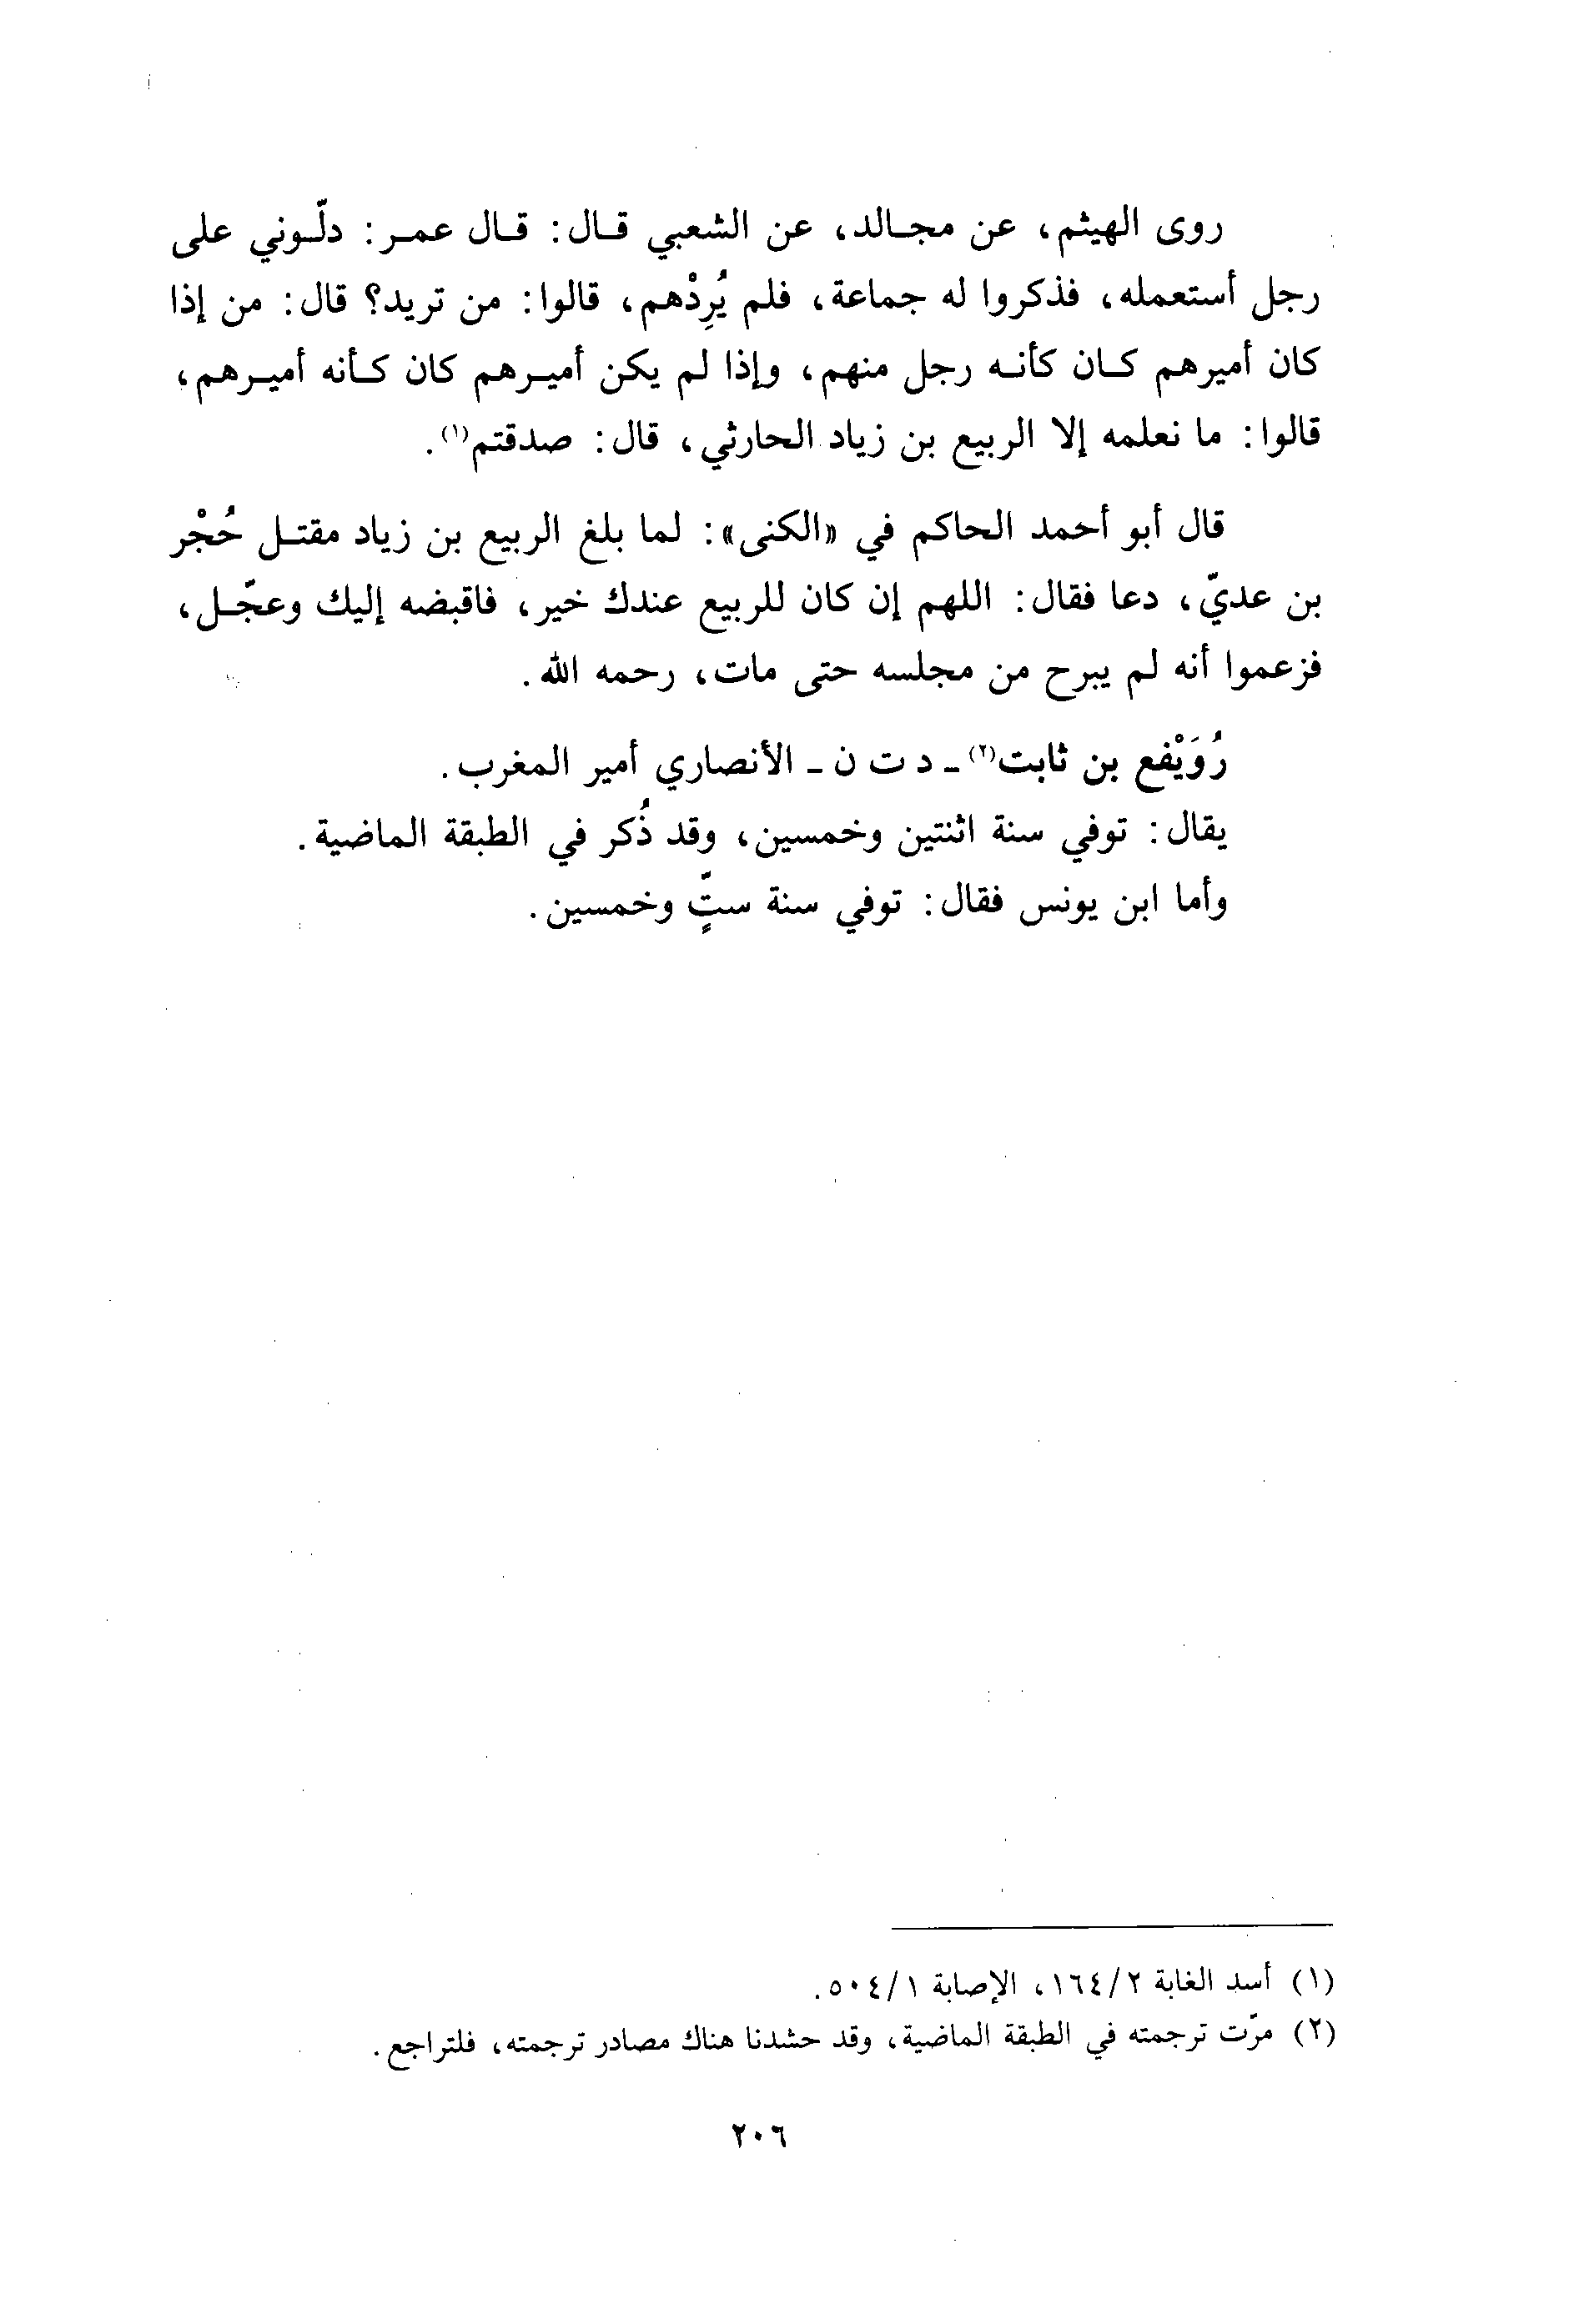 روى الهيثم، عن مجالد، عن الشعبي قال: قال عمر: دلّوني على
رجل أستعمله، فذكروا له جماعة، فلم يُرِدْهم، قالوا: من تريد؟ قال: من إذا
كان أميرهم كان كأنه رجل منهم، وإذا لم يكن أميرهم كان كأنه أميرهم،
قالوا: ما نعلمه إلا الربيع بن زياد الحارثي، قال: صدقتم(١).
قال أبو أحمد الحاكم في «الكنى»: لما بلغ الربيع بن زياد مقتل حُجْر
بن عديّ، دعا فقال: اللهم إن كان للربيع عندك خير، فاقبضه إليك وعجّل،
فزعموا أنه لم يبرح من مجلسه حتى مات، رحمه الله.
رُوَيْفع بن ثابت(٢) ـ د ت ن ـ الأنصاري أمير المغرب.
يقال: توفي سنة اثنتين وخمسين، وقد ذُكر في الطبقة الماضية.
وأما ابن يونس فقال: توفي سنة ستٍّ وخمسين.
(١) أسد الغابة ٢/١٦٤، الإصابة ١/٥٠٤.
(٢) مرّت ترجمته في الطبقة الماضية، وقد حشدنا هناك مصادر ترجمته، فلتراجع.
٢٠٦